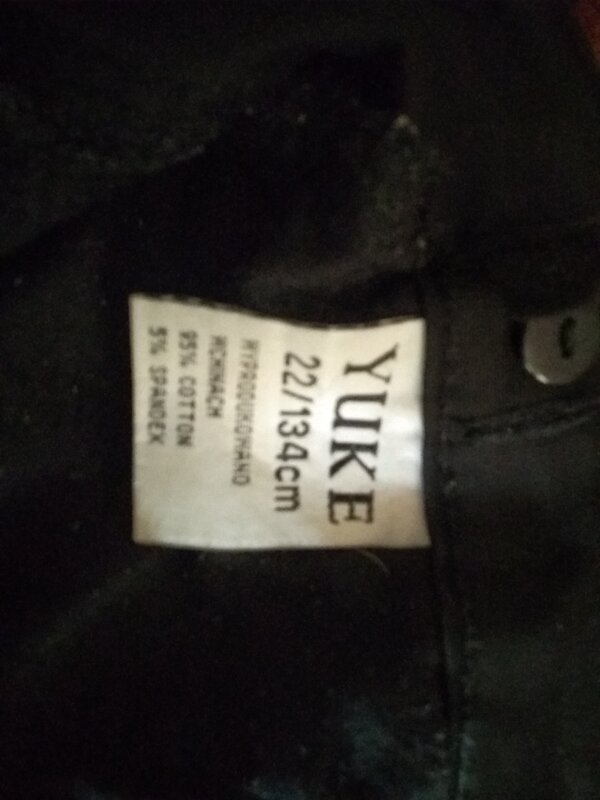 YUKE
22/134cm
95% COTTON
5% SPANDEX